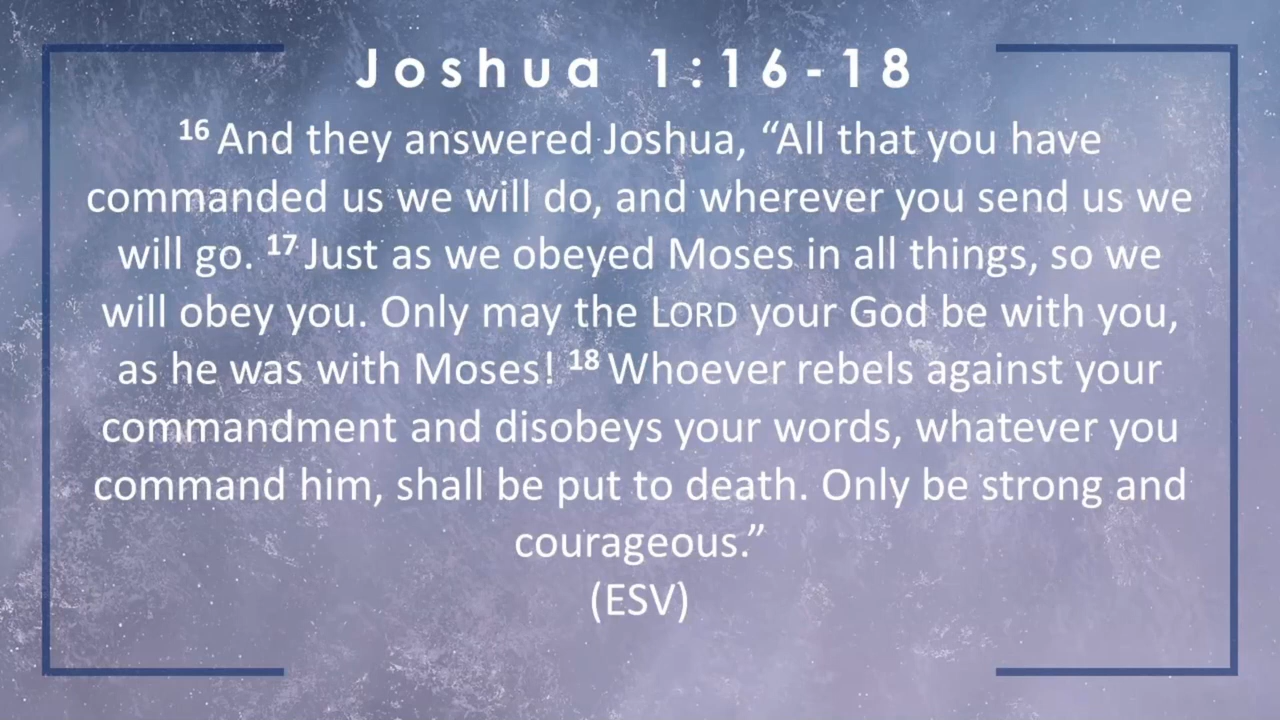 Joshua 1:16-18
16 And they answered Joshua, “All that you have
commanded us we will do, and wherever you send us we
will go. 17 Just as we obeyed Moses in all things, so we
will obey you. Only may the LORD your God be with you,
as he was with Moses! 18 Whoever rebels against your
commandment and disobeys your words, whatever you
command him, shall be put to death. Only be strong and
courageous.”
(ESV)